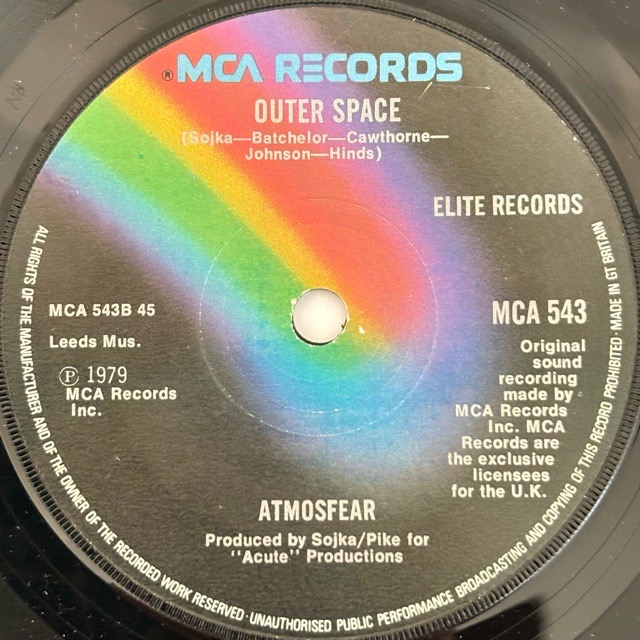 ® MCA RECORDS
OUTER SPACE
(Sojka—Batchelor—Cawthorne—
Johnson—Hinds)
ELITE RECORDS
MCA 543B 45
Leeds Mus.
Ⓟ 1979
MCA Records
Inc.
MCA 543
Original
sound
recording
made by
MCA Records
Inc. MCA
Records are
the exclusive
licensees
for the U.K.
ATMOSFEAR
Produced by Sojka/Pike for
"Acute" Productions
ALL RIGHTS OF THE MANUFACTURER AND OF THE OWNER OF THE RECORDED WORK RESERVED · UNAUTHORISED PUBLIC PERFORMANCE BROADCASTING AND COPYING OF THIS RECORD PROHIBITED · MADE IN GT BRITAIN